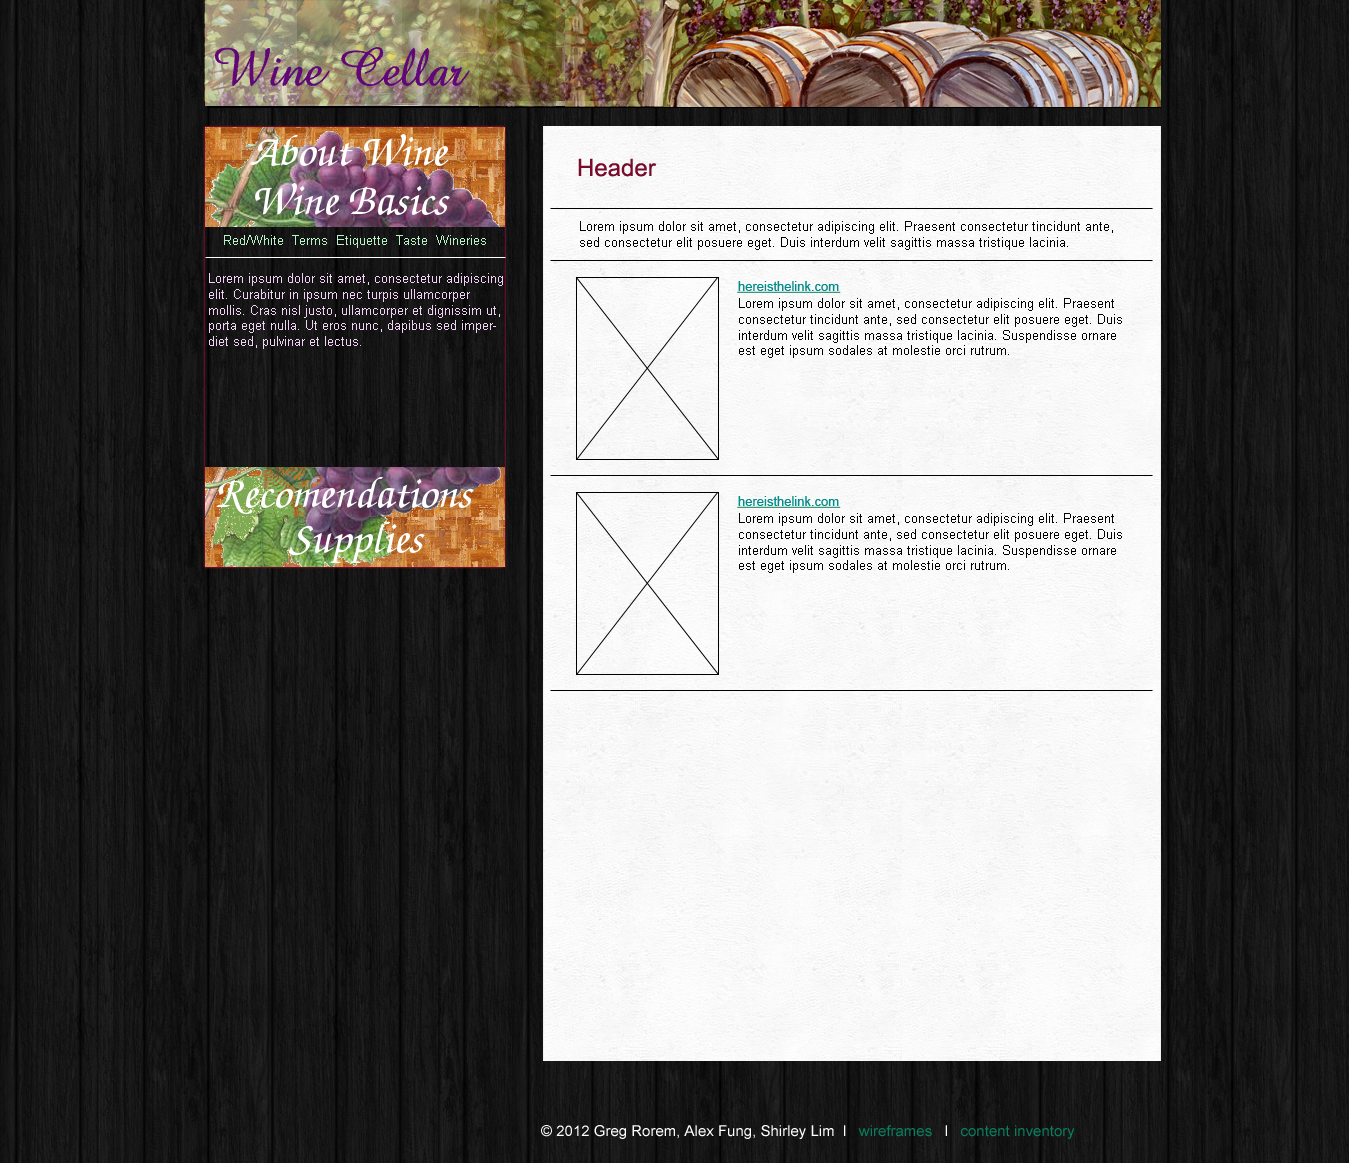 Wine Cellar
About Wine
Wine Basics
Red/White Terms Etiquette Taste Wineries
Lorem ipsum dolor sit amet, consectetur adipiscing
elit. Curabitur in ipsum nec turpis ullamcorper
mollis. Cras nisl justo, ullamcorper et dignissim ut,
porta eget nulla. Ut eros nunc, dapibus sed imper-
diet sed, pulvinar et lectus.
Recomendations
Supplies
Header
Lorem ipsum dolor sit amet, consectetur adipiscing elit. Praesent consectetur tincidunt ante,
sed consectetur elit posuere eget. Duis interdum velit sagittis massa tristique lacinia.
hereisthelink.com
Lorem ipsum dolor sit amet, consectetur adipiscing elit. Praesent
consectetur tincidunt ante, sed consectetur elit posuere eget. Duis
interdum velit sagittis massa tristique lacinia. Suspendisse ornare
est eget ipsum sodales at molestie orci rutrum.
hereisthelink.com
Lorem ipsum dolor sit amet, consectetur adipiscing elit. Praesent
consectetur tincidunt ante, sed consectetur elit posuere eget. Duis
interdum velit sagittis massa tristique lacinia. Suspendisse ornare
est eget ipsum sodales at molestie orci rutrum.
© 2012 Greg Rorem, Alex Fung, Shirley Lim | wireframes | content inventory